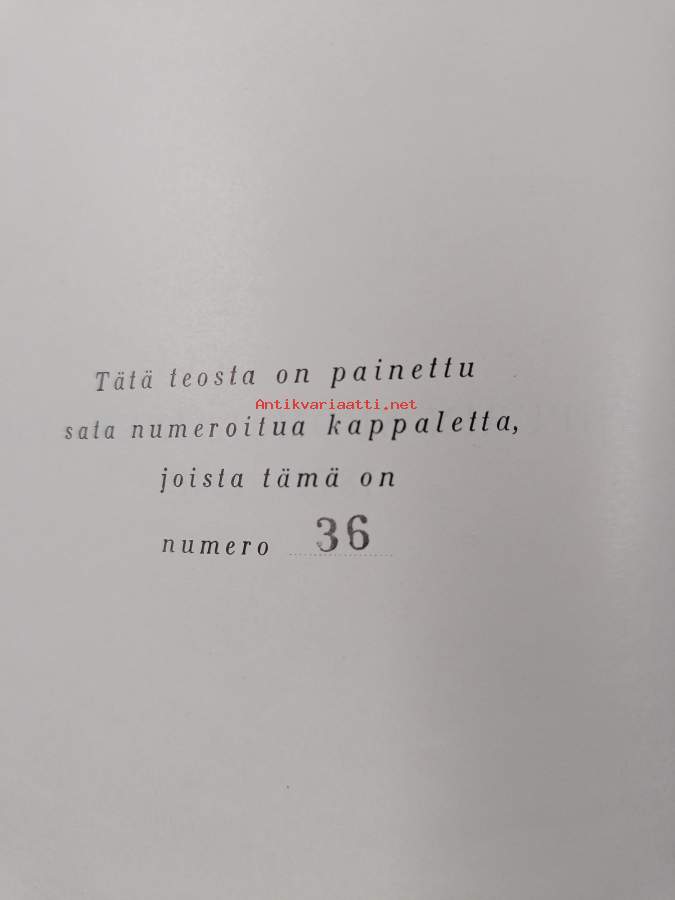 Tätä teosta on painettu
Antikvariaatti.net
sata numeroitua kappaletta,
joista tämä on
numero 36